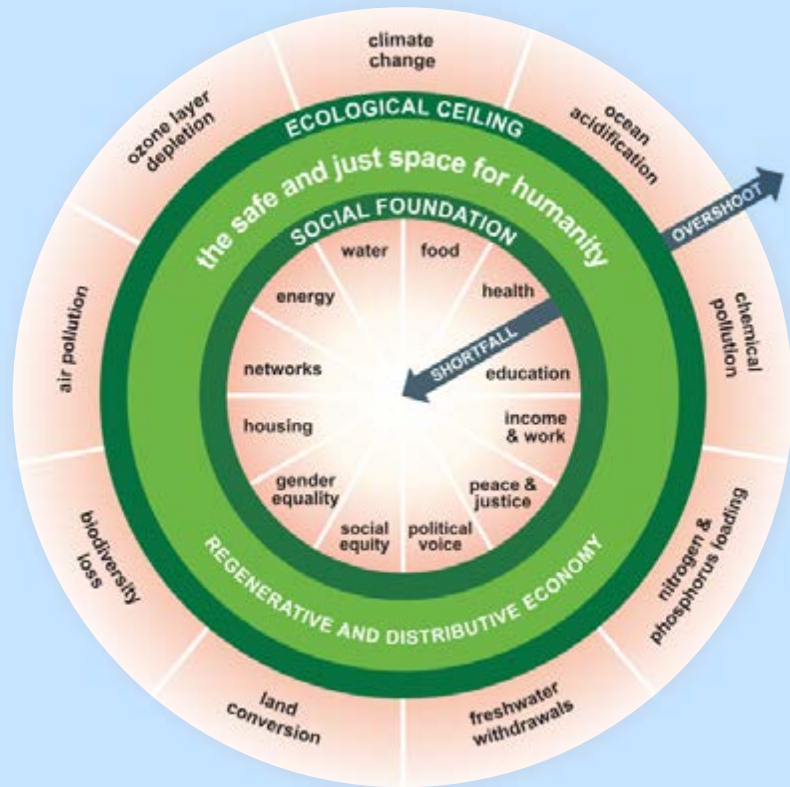 climate
change
ocean
acidification
chemical
pollution
nitrogen &
phosphorus loading
freshwater
withdrawals
land
conversion
biodiversity
loss
air pollution
ozone layer
depletion
OVERSHOOT
ECOLOGICAL CEILING
the safe and just space for humanity
SOCIAL FOUNDATION
water
food
health
SHORTFALL
education
income
& work
peace &
justice
political
voice
social
equity
gender
equality
housing
networks
energy
REGENERATIVE AND DISTRIBUTIVE ECONOMY